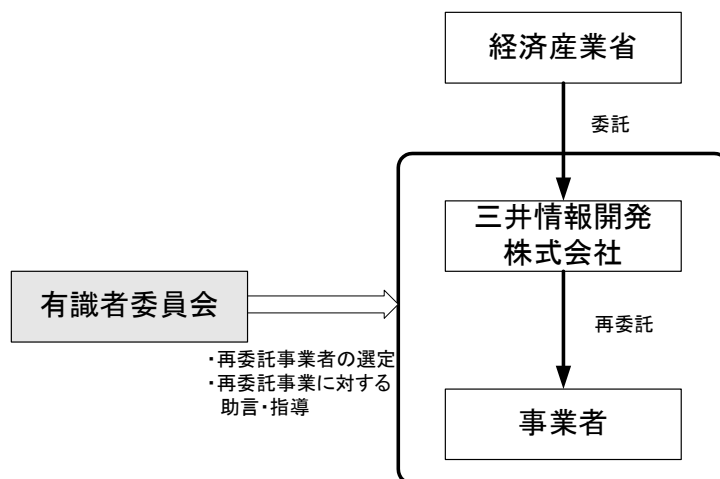 経済産業省
委託
三井情報開発
株式会社
有識者委員会
再委託
・再委託事業者の選定
・再委託事業に対する
助言・指導
事業者